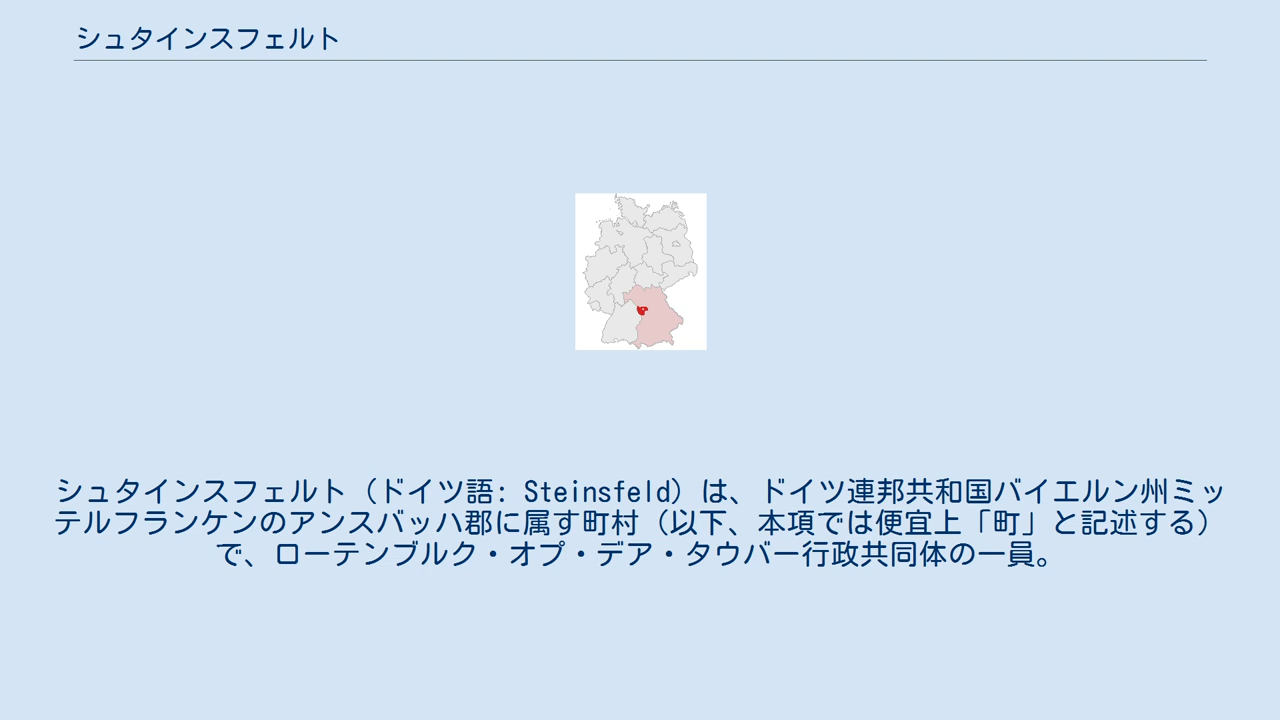 シュタインスフェルト
シュタインスフェルト（ドイツ語: Steinsfeld）は、ドイツ連邦共和国バイエルン州ミッ
テルフランケンのアンスバッハ郡に属す町村（以下、本項では便宜上「町」と記述する）
で、ローテンブルク・オプ・デア・タウバー行政共同体の一員。